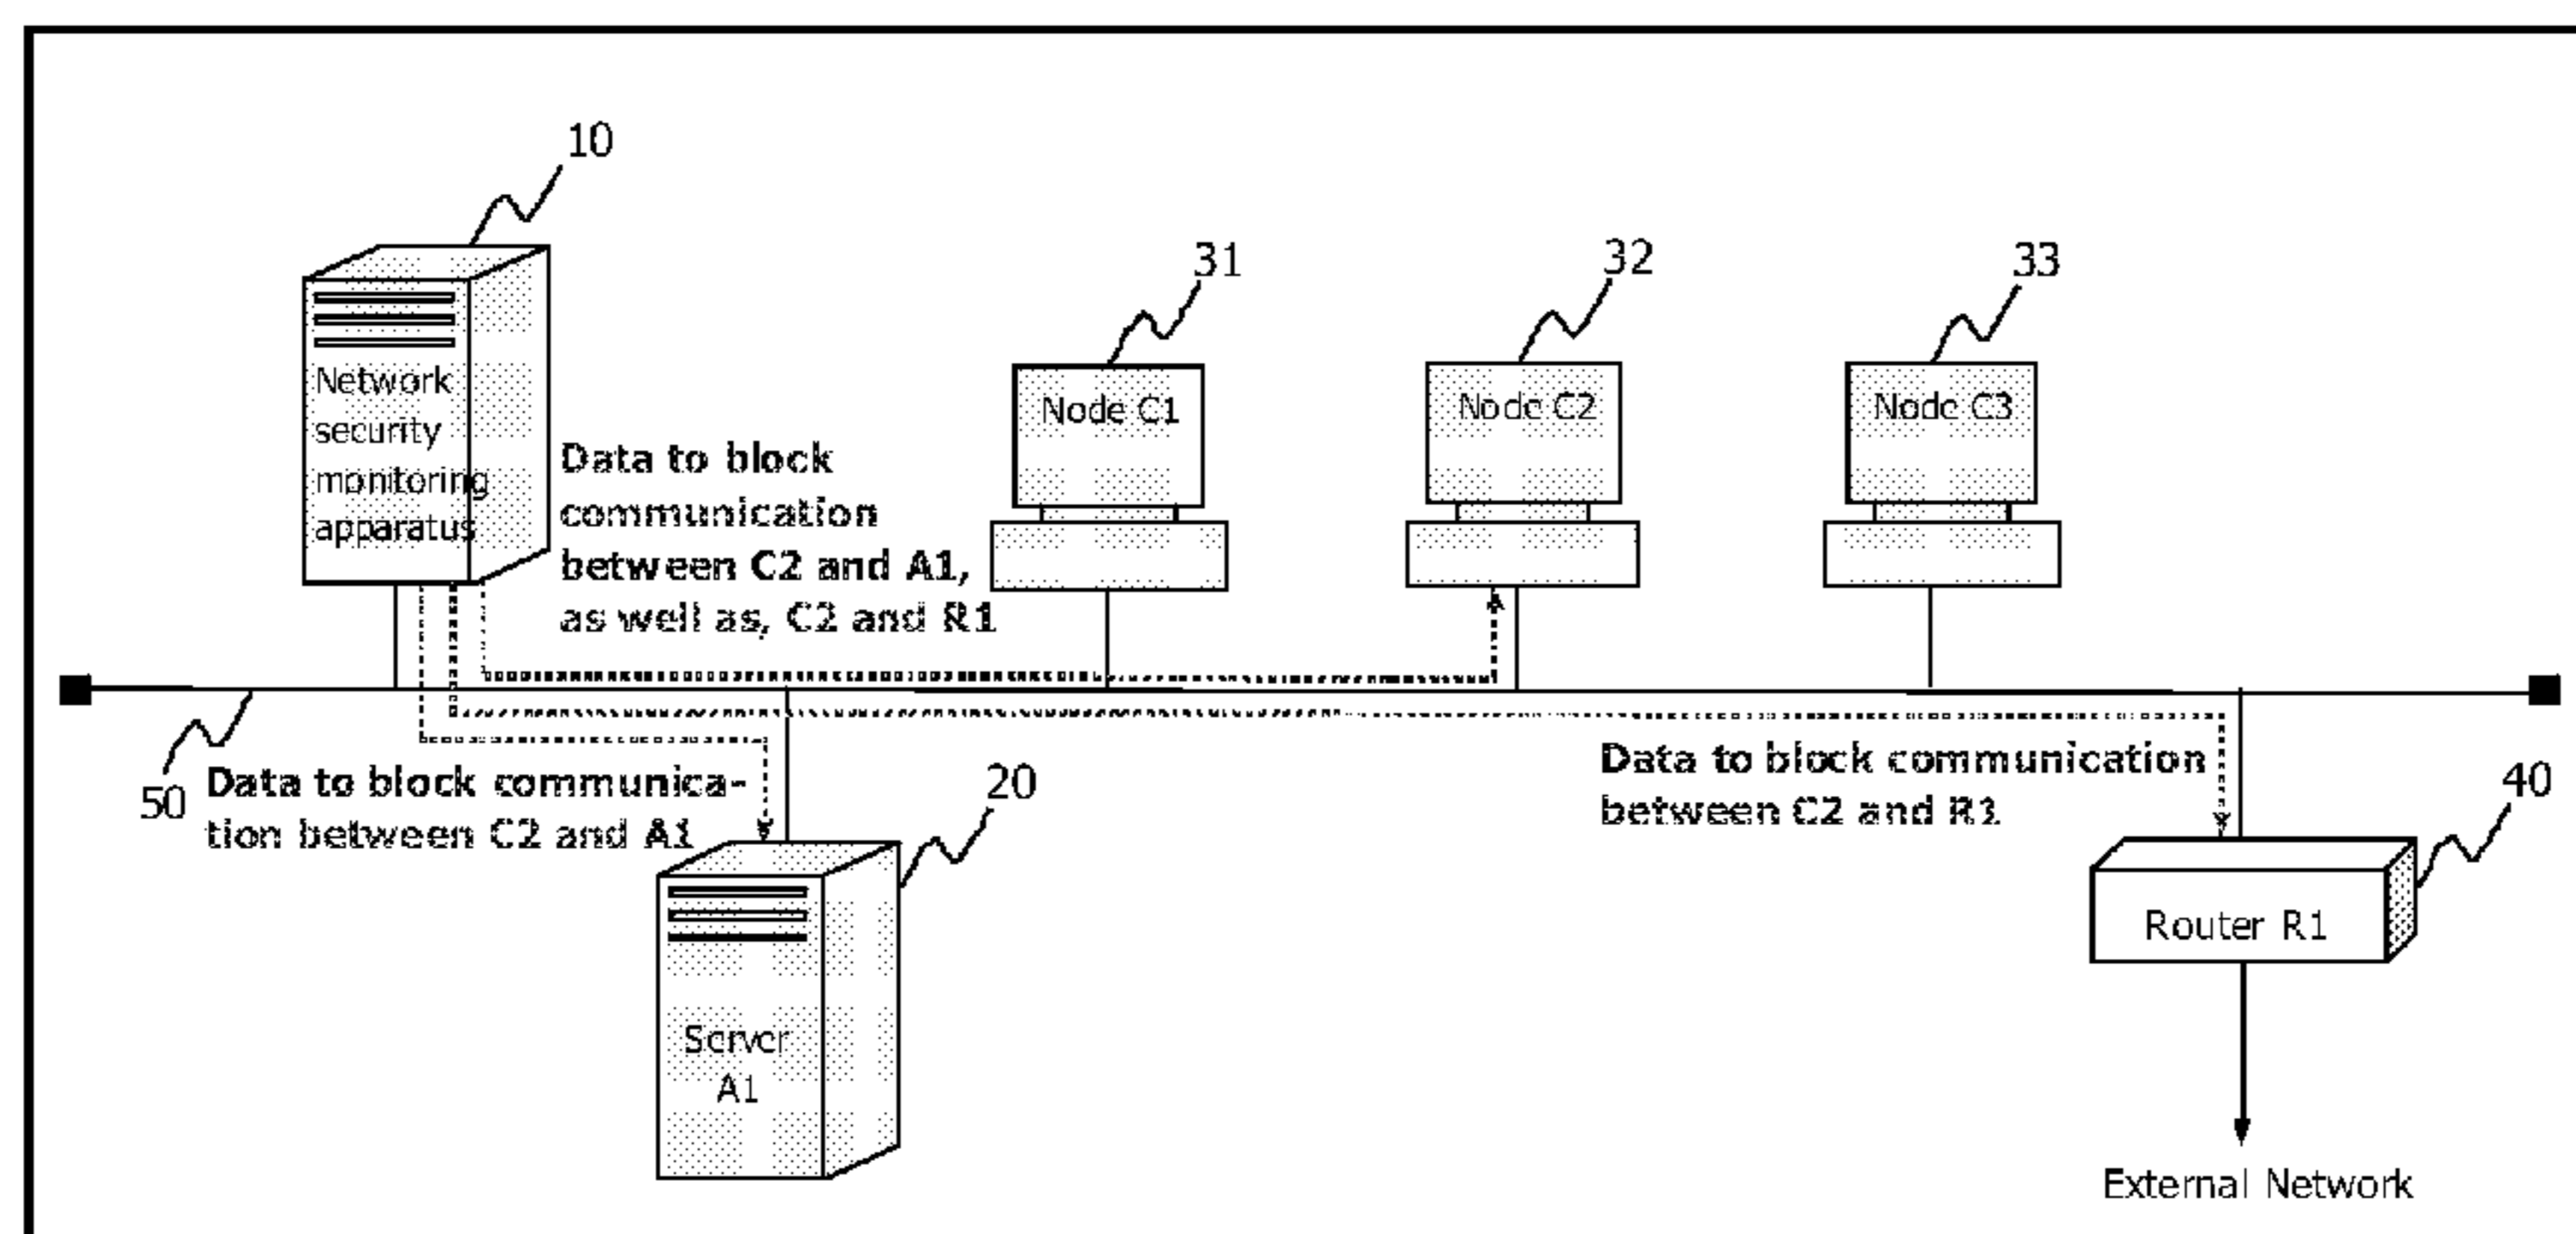 10
31
32
33
Network
security
monitoring
apparatus
Node C1
Node C2
Node C3
Data to block
communication
between C2 and A1,
as well as, C2 and R1
50
Data to block communica-
tion between C2 and A1
20
Data to block communication
between C2 and R1
40
Server
A1
Router R1
External Network